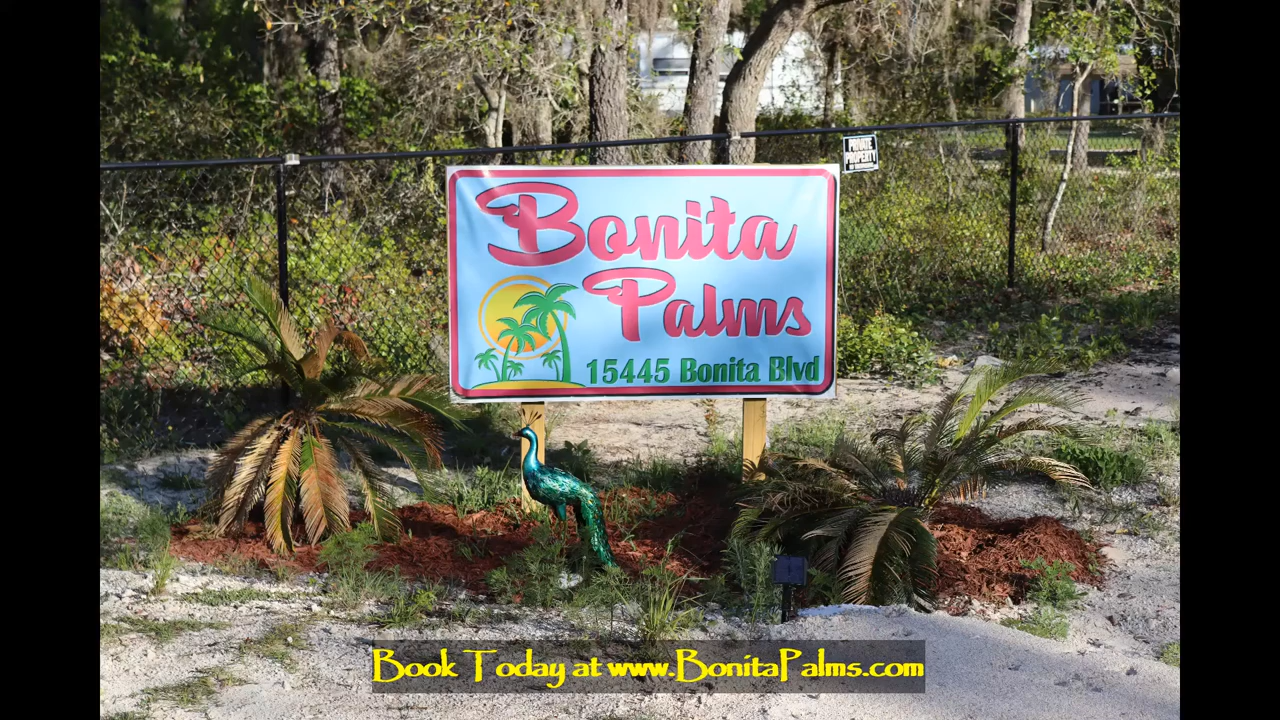 PRIVATE
PROPERTY
Bonita
Palms
15445 Bonita Blvd
Book Today at www.BonitaPalms.com